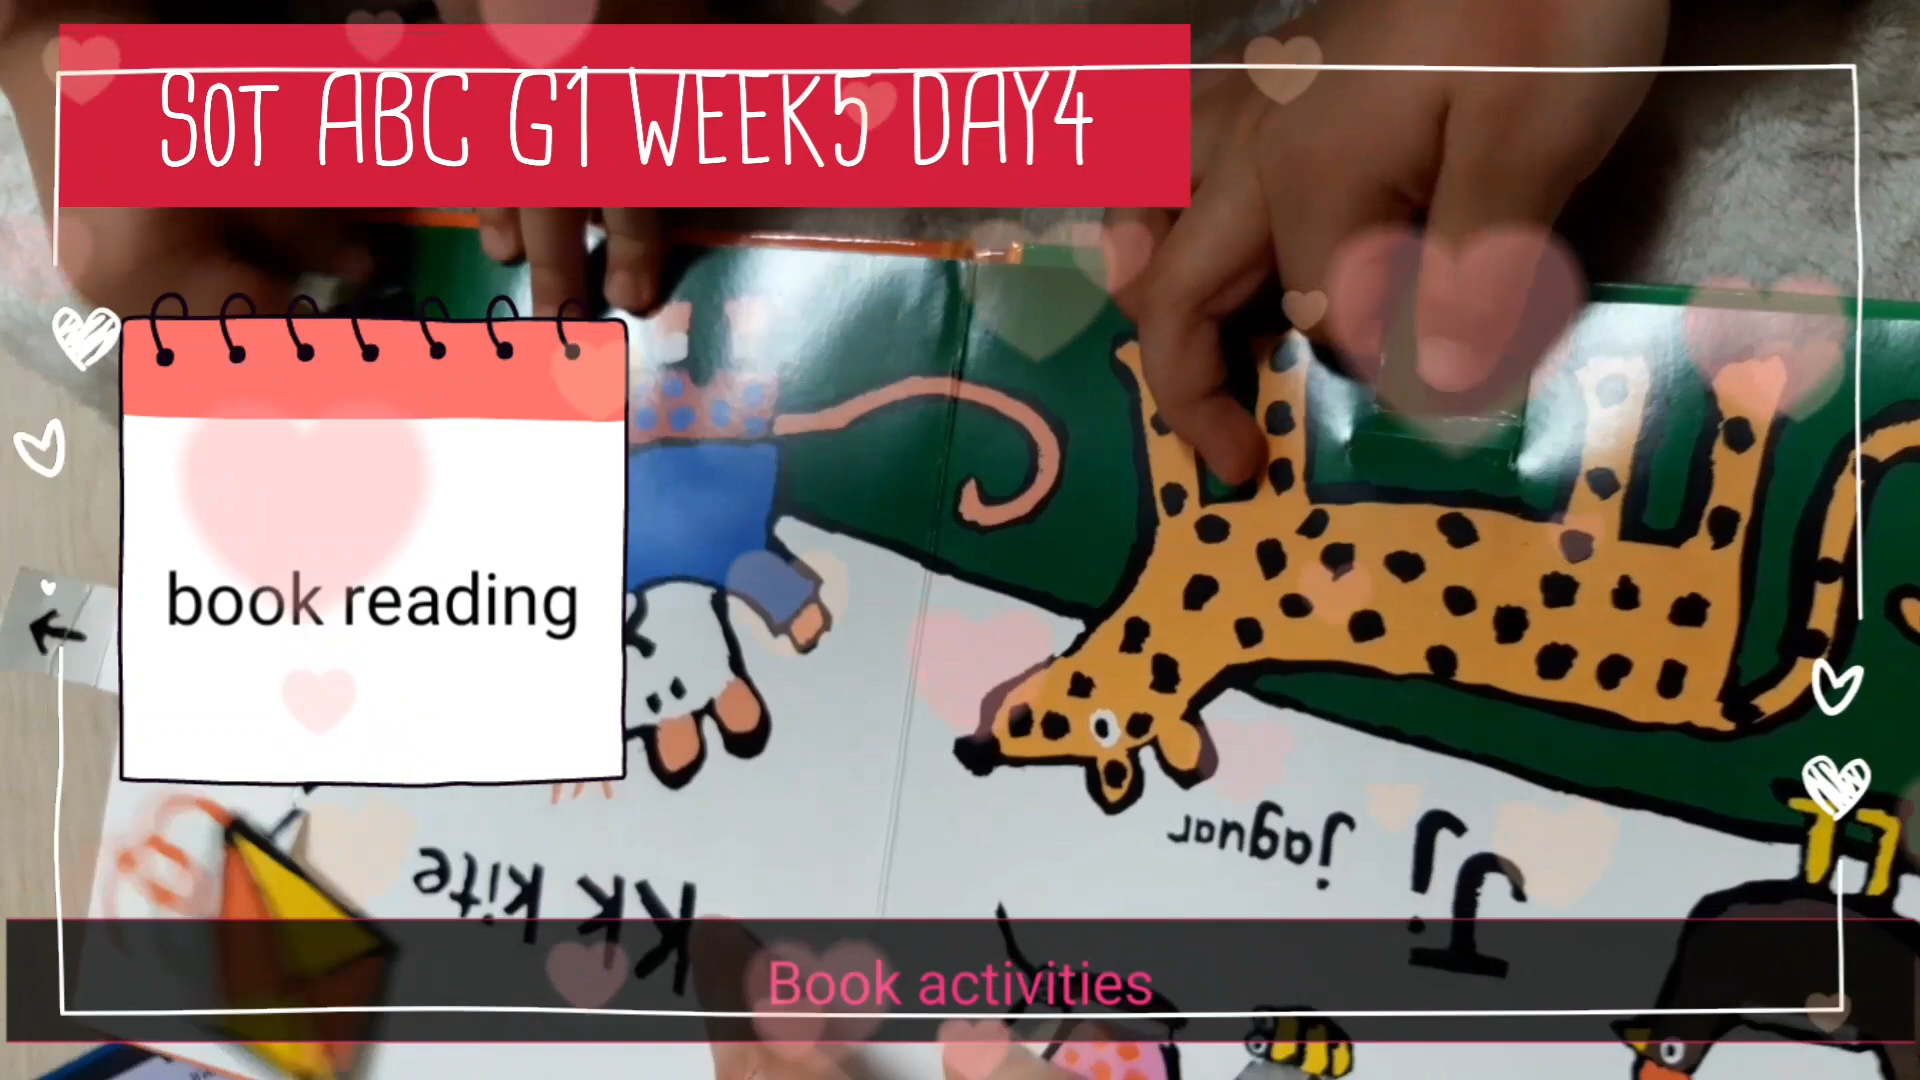 SOT ABC G1 WEEK5 DAY4
book reading
Jj jaguar
Kk kite
Book activities